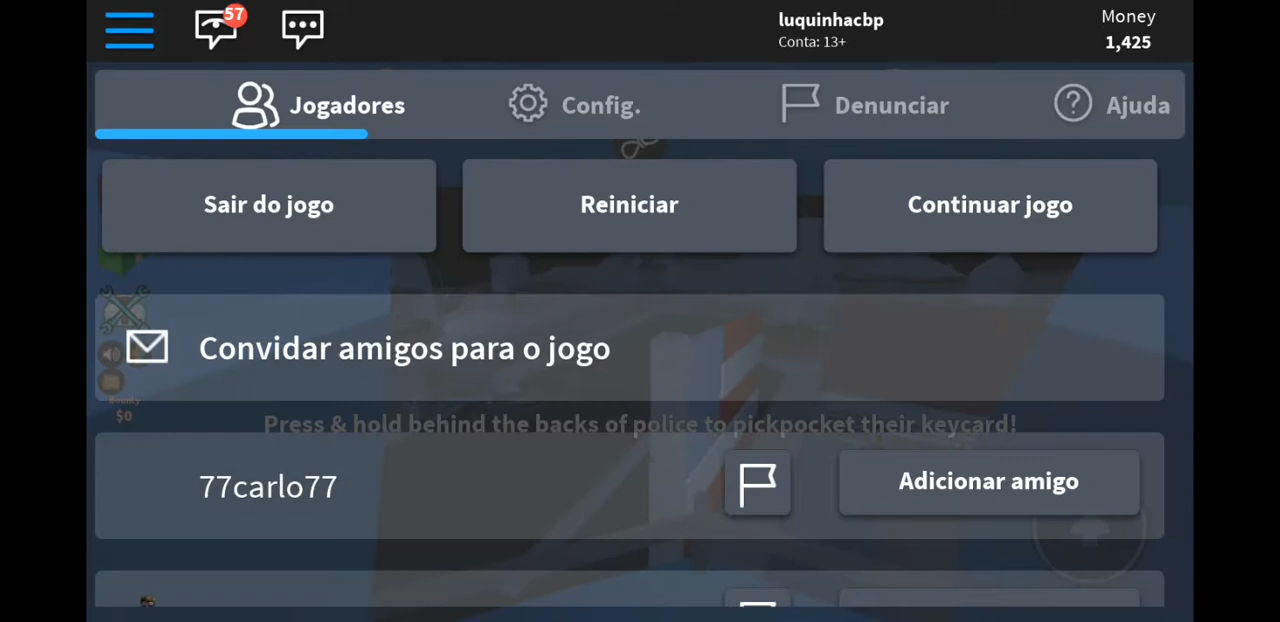 57
luquinhacbp
Conta: 13+
Money
1,425
Jogadores
Config.
Denunciar
Ajuda
Sair do jogo
Reiniciar
Continuar jogo
Convidar amigos para o jogo
Bounty
$0
Press & hold behind the backs of police to pickpocket their keycard!
77carlo77
Adicionar amigo